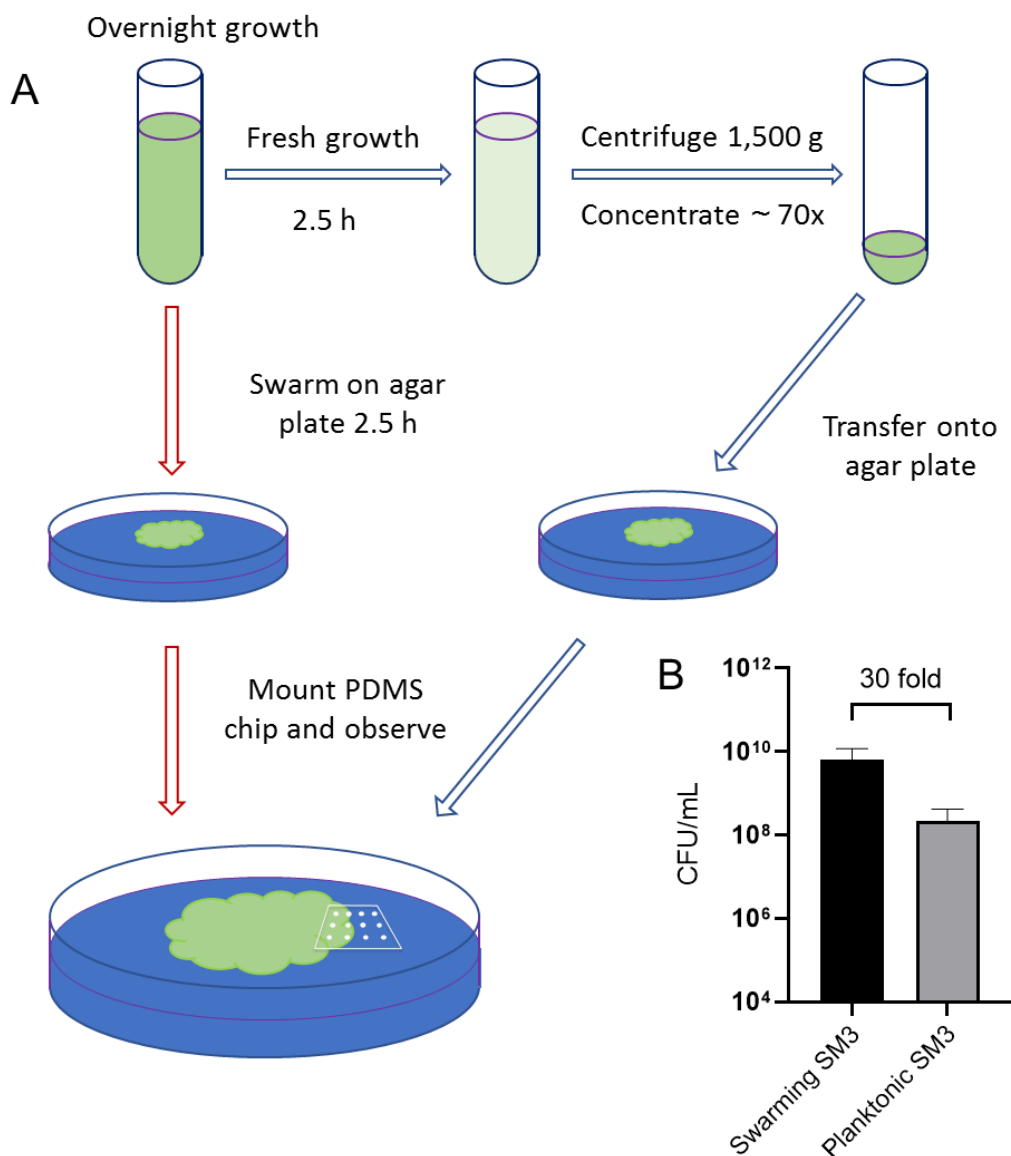 Overnight growth
A
Fresh growth
2.5 h
Centrifuge 1,500 g
Concentrate ~ 70x
Swarm on agar
plate 2.5 h
Transfer onto
agar plate
Mount PDMS
chip and observe
B
30 fold
CFU/mL
10¹²
10¹⁰
10⁸
10⁶
10⁴
Swarming SM3
Planktonic SM3